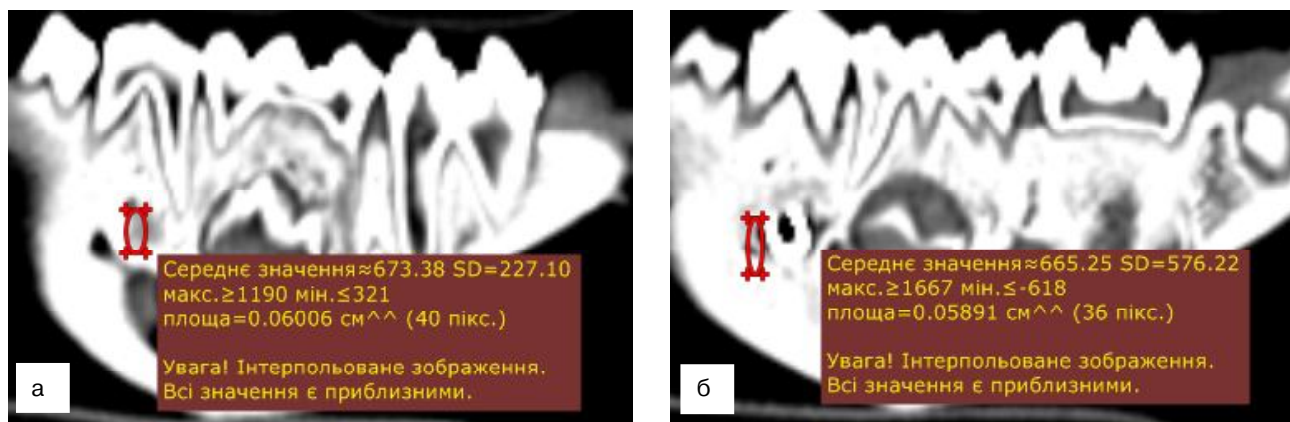 Середнє значення≈673.38 SD=227.10
макс.≥1190 мін.≤321
площа=0.06006 см^^ (40 пікс.)
Увага! Інтерпольоване зображення.
Всі значення є приблизними.
а
Середнє значення≈665.25 SD=576.22
макс.≥1667 мін.≤-618
площа=0.05891 см^^ (36 пікс.)
Увага! Інтерпольоване зображення.
Всі значення є приблизними.
б